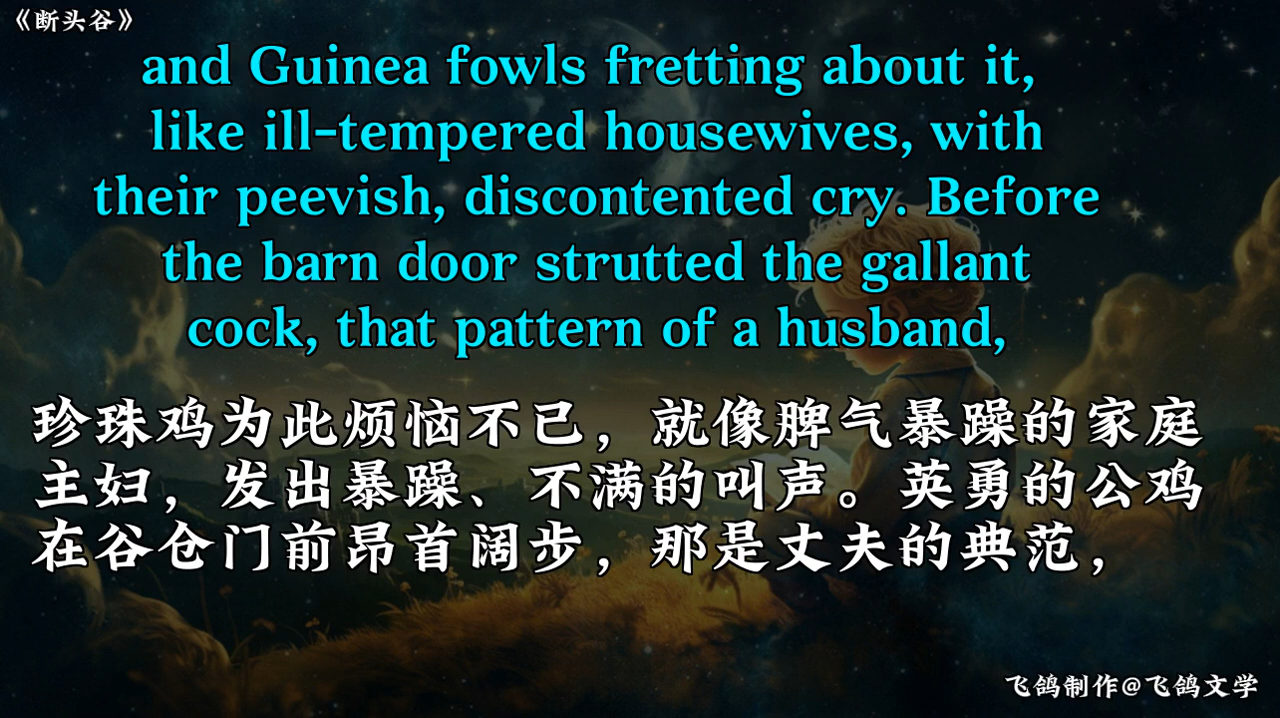 《断头谷》
and Guinea fowls fretting about it,
like ill-tempered housewives, with
their peevish, discontented cry. Before
the barn door strutted the gallant
cock, that pattern of a husband,
珍珠鸡为此烦恼不已，就像脾气暴躁的家庭
主妇，发出暴躁、不满的叫声。英勇的公鸡
在谷仓门前昂首阔步，那是丈夫的典范，
飞鸽制作@飞鸽文学